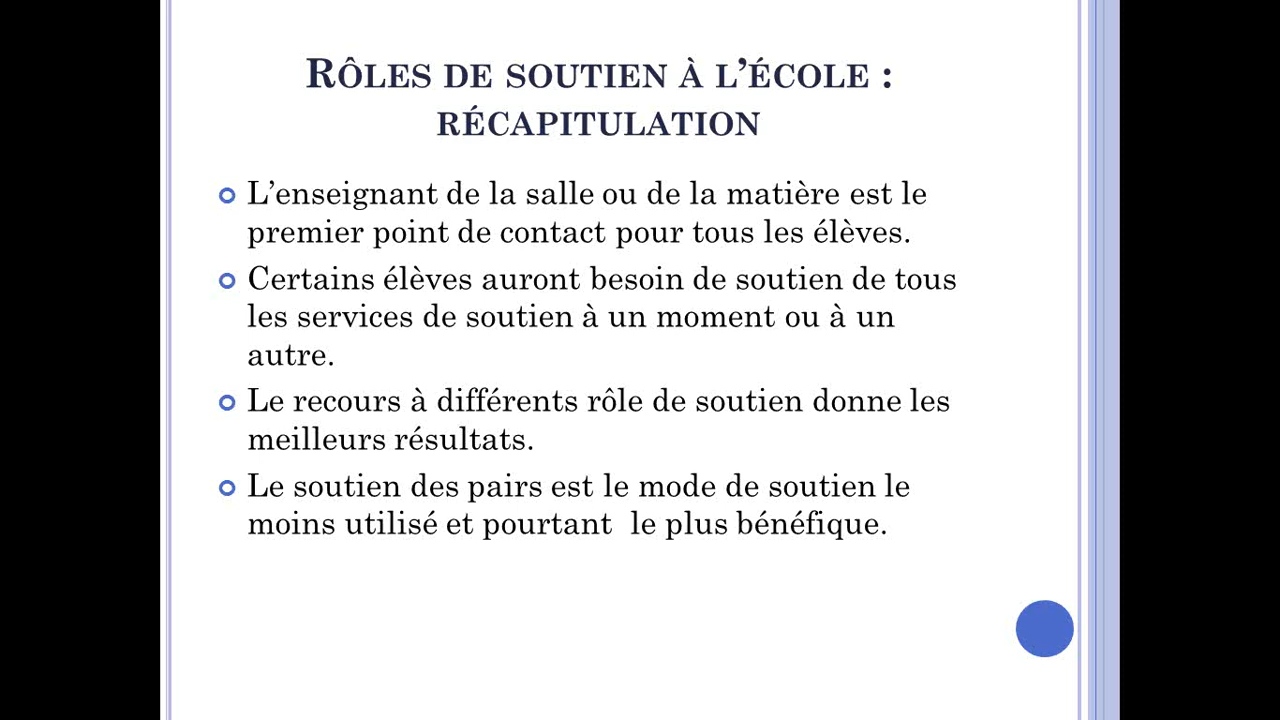 Rôles de soutien à l’école :
récapitulation
L’enseignant de la salle ou de la matière est le
premier point de contact pour tous les élèves.
Certains élèves auront besoin de soutien de tous
les services de soutien à un moment ou à un
autre.
Le recours à différents rôle de soutien donne les
meilleurs résultats.
Le soutien des pairs est le mode de soutien le
moins utilisé et pourtant  le plus bénéfique.